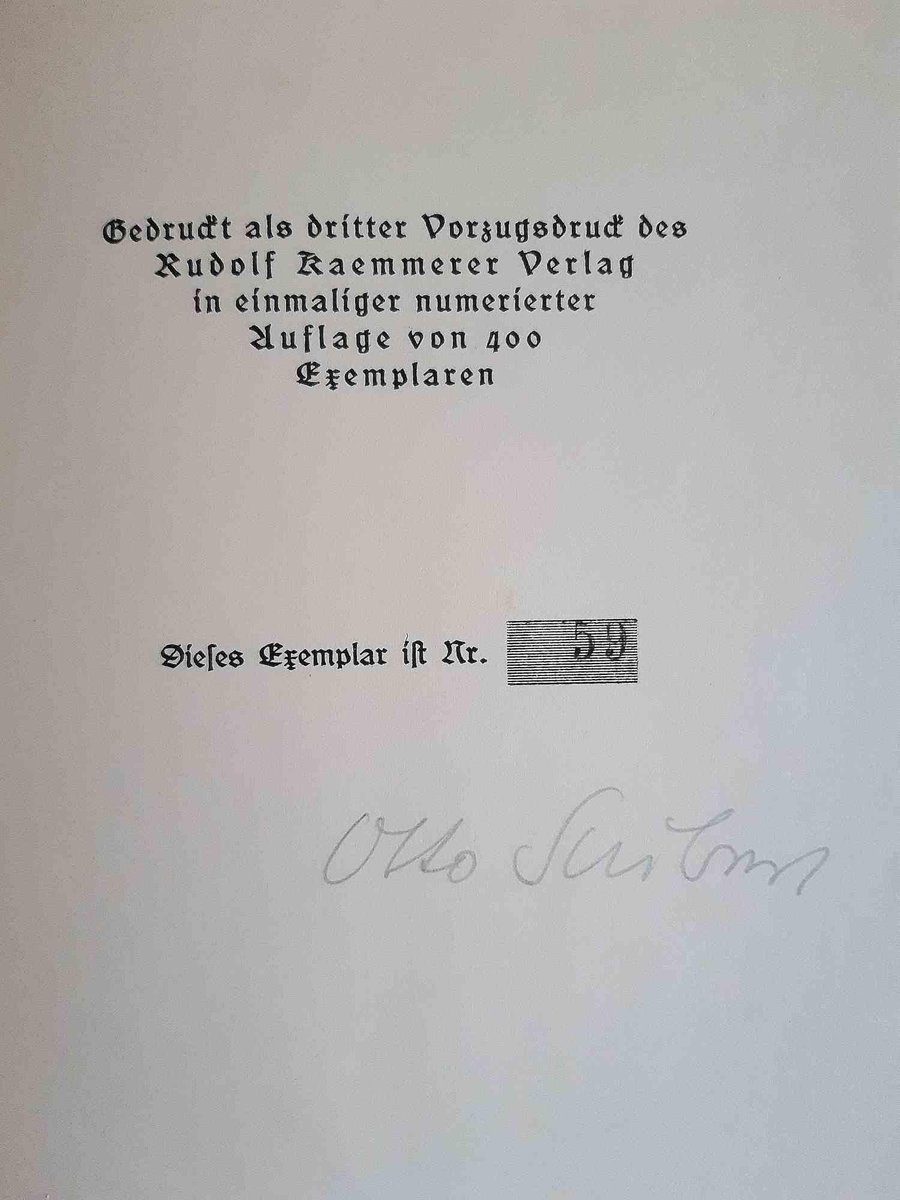 Gedruckt als dritter Vorzugsdruck des
Rudolf Kaemmerer Verlag
in einmaliger numerierter
Auflage von 400
Exemplaren
Dieſes Exemplar iſt Nr. 59
Otto